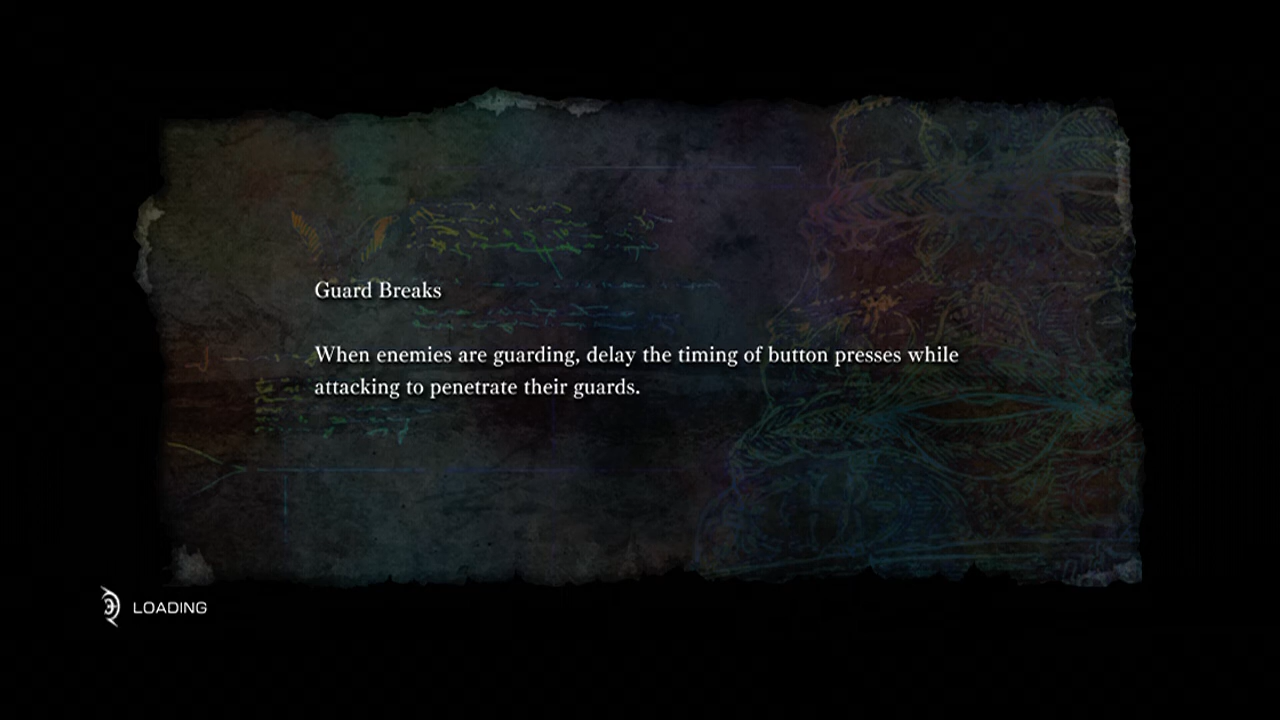 Guard Breaks
When enemies are guarding, delay the timing of button presses while
attacking to penetrate their guards.
LOADING